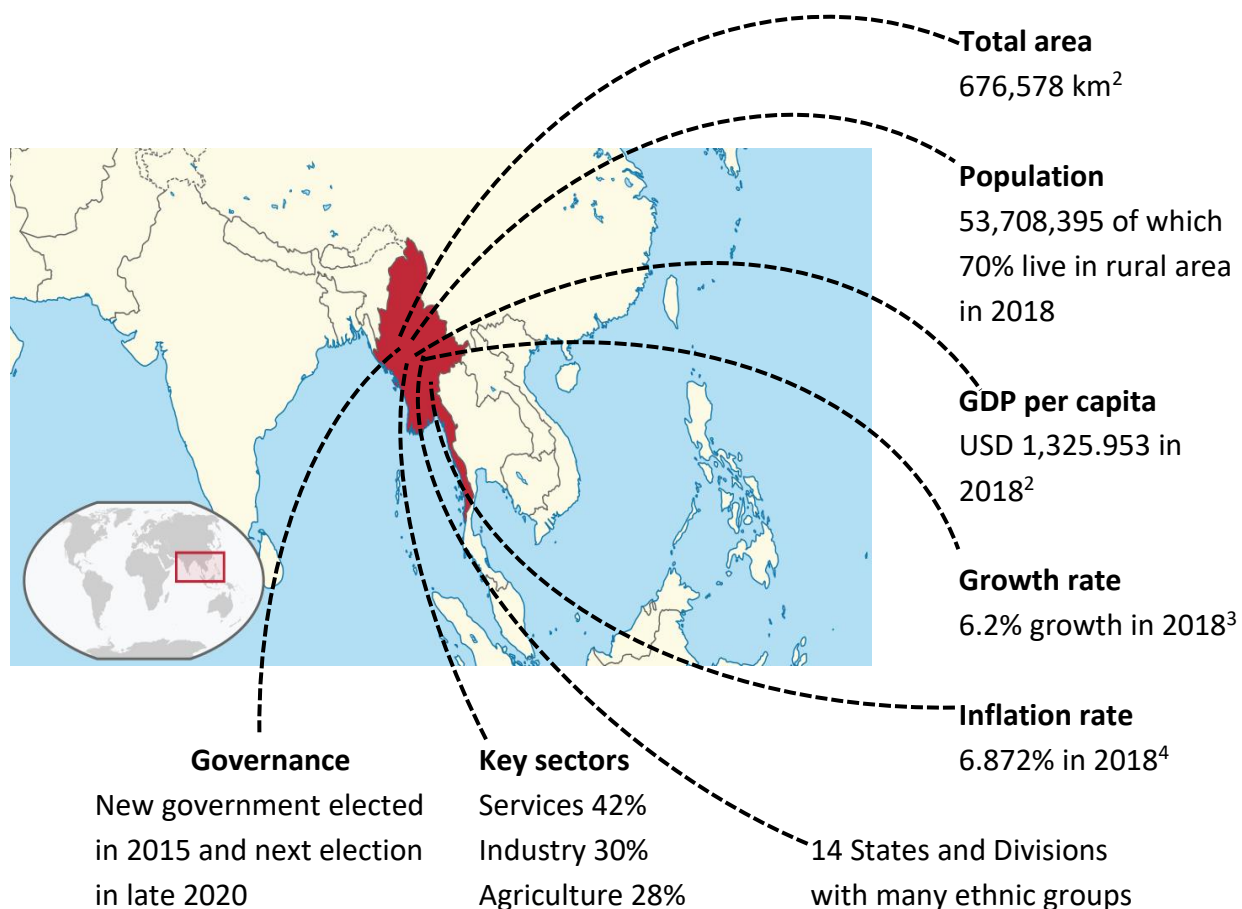 Total area
676,578 km²
Population
53,708,395 of which
70% live in rural area
in 2018
GDP per capita
USD 1,325.953 in
2018²
Growth rate
6.2% growth in 2018³
Inflation rate
6.872% in 2018⁴
Governance
New government elected
in 2015 and next election
in late 2020
Key sectors
Services 42%
Industry 30%
Agriculture 28%
14 States and Divisions
with many ethnic groups